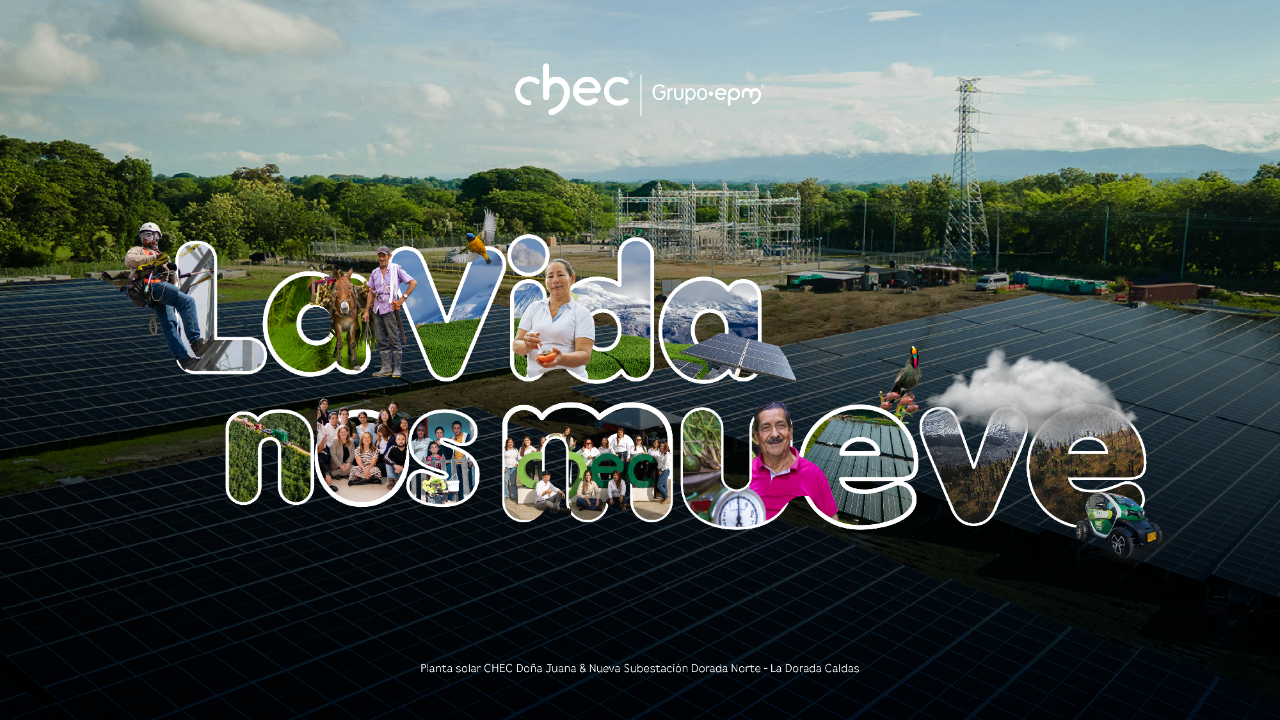 chec Grupo·epm
La vida
nos mueve
chec
Planta solar CHEC Doña Juana & Nueva Subestación Dorada Norte - La Dorada Caldas